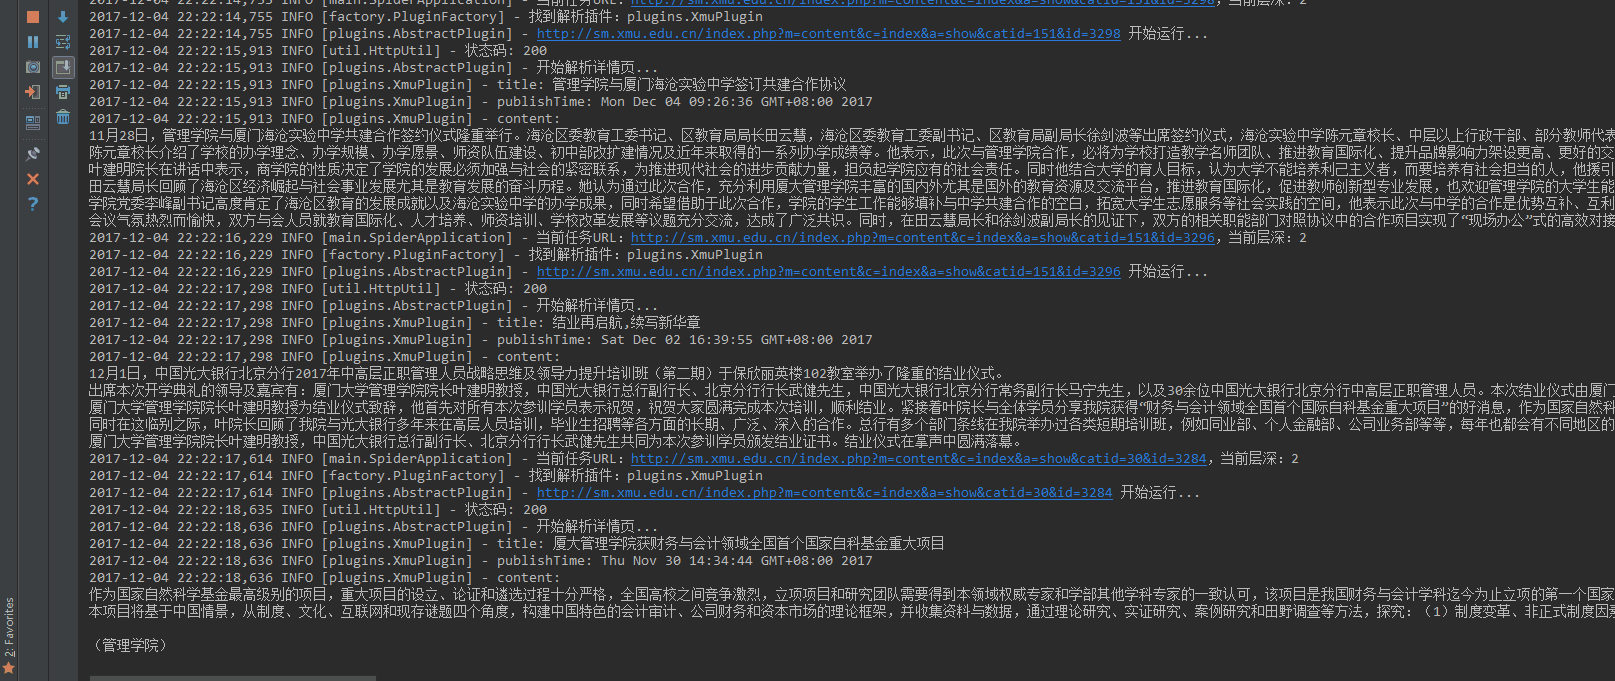 2017-12-04 22:22:14,755 INFO [main.SpiderApplication] - 当前任务URL: http://sm.xmu.edu.cn/index.php?m=content&c=index&a=show&catid=151&id=3298, 当前层深: 2
2017-12-04 22:22:14,755 INFO [factory.PluginFactory] - 找到解析插件: plugins.XmuPlugin
2017-12-04 22:22:14,755 INFO [plugins.AbstractPlugin] - http://sm.xmu.edu.cn/index.php?m=content&c=index&a=show&catid=151&id=3298 开始运行...
2017-12-04 22:22:15,913 INFO [util.HttpUtil] - 状态码: 200
2017-12-04 22:22:15,913 INFO [plugins.AbstractPlugin] - 开始解析详情页...
2017-12-04 22:22:15,913 INFO [plugins.XmuPlugin] - title: 管理学院与厦门海沧实验中学签订共建合作协议
2017-12-04 22:22:15,913 INFO [plugins.XmuPlugin] - publishTime: Mon Dec 04 09:26:36 GMT+08:00 2017
2017-12-04 22:22:15,913 INFO [plugins.XmuPlugin] - content:
11月28日，管理学院与厦门海沧实验中学共建合作签约仪式隆重举行。海沧区委教育工委书记、区教育局局长田云慧，海沧区委教育工委副书记、区教育局副局长徐剑波等出席签约仪式，海沧实验中学陈元章校长、中层以上行政干部、部分教师代表
陈元章校长介绍了学校的办学理念、办学规模、办学愿景、师资队伍建设、初中部改扩建情况及近年来取得的一系列办学成绩等。他表示，此次与管理学院合作，必将为学校打造教学名师团队、推进教育国际化、提升品牌影响力架设更高、更好的交
叶建明院长在讲话中表示，商学院的性质决定了学院的发展必须加强与社会的紧密联系，为推进现代社会的进步贡献力量，担负起学院应有的社会责任。同时他结合大学的育人目标，认为大学不能培养利己主义者，而要培养有社会担当的人，他援引
田云慧局长回顾了海沧区经济崛起与社会事业发展尤其是教育发展的奋斗历程。她认为通过此次合作，充分利用厦大管理学院丰富的国内外尤其是国外的教育资源及交流平台，推进教育国际化，促进教师创新型专业发展，也欢迎管理学院的大学生能
学院党委李峰副书记高度肯定了海沧区教育的发展成就以及海沧实验中学的办学成果，同时希望借助于此次合作，学院的学生工作能够填补与中学共建合作的空白，拓宽大学生志愿服务等社会实践的空间，他表示此次与中学的合作是优势互补、互利
会议气氛热烈而愉快，双方与会人员就教育国际化、人才培养、师资培训、学校改革发展等议题充分交流，达成了广泛共识。同时，在田云慧局长和徐剑波副局长的见证下，双方的相关职能部门对照协议中的合作项目实现了“现场办公”式的高效对接
2017-12-04 22:22:16,229 INFO [main.SpiderApplication] - 当前任务URL: http://sm.xmu.edu.cn/index.php?m=content&c=index&a=show&catid=151&id=3296, 当前层深: 2
2017-12-04 22:22:16,229 INFO [factory.PluginFactory] - 找到解析插件: plugins.XmuPlugin
2017-12-04 22:22:16,229 INFO [plugins.AbstractPlugin] - http://sm.xmu.edu.cn/index.php?m=content&c=index&a=show&catid=151&id=3296 开始运行...
2017-12-04 22:22:17,298 INFO [util.HttpUtil] - 状态码: 200
2017-12-04 22:22:17,298 INFO [plugins.AbstractPlugin] - 开始解析详情页...
2017-12-04 22:22:17,298 INFO [plugins.XmuPlugin] - title: 结业再启航,续写新华章
2017-12-04 22:22:17,298 INFO [plugins.XmuPlugin] - publishTime: Sat Dec 02 16:39:55 GMT+08:00 2017
2017-12-04 22:22:17,298 INFO [plugins.XmuPlugin] - content:
12月1日，中国光大银行北京分行2017年中高层正职管理人员战略思维及领导力提升培训班（第二期）于保欣丽英楼102教室举办了隆重的结业仪式。
出席本次开学典礼的领导及嘉宾有：厦门大学管理学院院长叶建明教授，中国光大银行总行副行长、北京分行行长武健先生，中国光大银行北京分行常务副行长马宁先生，以及30余位中国光大银行北京分行中高层正职管理人员。本次结业仪式由厦门
厦门大学管理学院院长叶建明教授为结业仪式致辞，他首先对所有本次参训学员表示祝贺，祝贺大家圆满完成本次培训，顺利结业。紧接着叶院长与全体学员分享我院获得“财务与会计领域全国首个国际自科基金重大项目”的好消息，作为国家自然科
同时在这临别之际，叶院长回顾了我院与光大银行多年来在高层人员培训，毕业生招聘等各方面的长期、广泛、深入的合作。总行有多个部门条线在我院举办过各类短期培训班，例如同业部、个人金融部、公司业务部等等，每年也都会有不同地区的
厦门大学管理学院院长叶建明教授，中国光大银行总行副行长、北京分行行长武健先生共同为本次参训学员颁发结业证书。结业仪式在掌声中圆满落幕。
2017-12-04 22:22:17,614 INFO [main.SpiderApplication] - 当前任务URL: http://sm.xmu.edu.cn/index.php?m=content&c=index&a=show&catid=30&id=3284, 当前层深: 2
2017-12-04 22:22:17,614 INFO [factory.PluginFactory] - 找到解析插件: plugins.XmuPlugin
2017-12-04 22:22:17,614 INFO [plugins.AbstractPlugin] - http://sm.xmu.edu.cn/index.php?m=content&c=index&a=show&catid=30&id=3284 开始运行...
2017-12-04 22:22:18,635 INFO [util.HttpUtil] - 状态码: 200
2017-12-04 22:22:18,636 INFO [plugins.AbstractPlugin] - 开始解析详情页...
2017-12-04 22:22:18,636 INFO [plugins.XmuPlugin] - title: 厦大管理学院获财务与会计领域全国首个国家自科基金重大项目
2017-12-04 22:22:18,636 INFO [plugins.XmuPlugin] - publishTime: Thu Nov 30 14:34:44 GMT+08:00 2017
2017-12-04 22:22:18,636 INFO [plugins.XmuPlugin] - content:
作为国家自然科学基金最高级别的项目，重大项目的设立、论证和遴选过程十分严格，全国高校之间竞争激烈，立项项目和研究团队需要得到本领域权威专家和学部其他学科专家的一致认可，该项目是我国财务与会计学科迄今为止立项的第一个国家
本项目将基于中国情景，从制度、文化、互联网和现存谜题四个角度，构建中国特色的会计审计、公司财务和资本市场的理论框架，并收集资料与数据，通过理论研究、实证研究、案例研究和田野调查等方法，探究：（1）制度变革、非正式制度因素
（管理学院）
2: Favorites